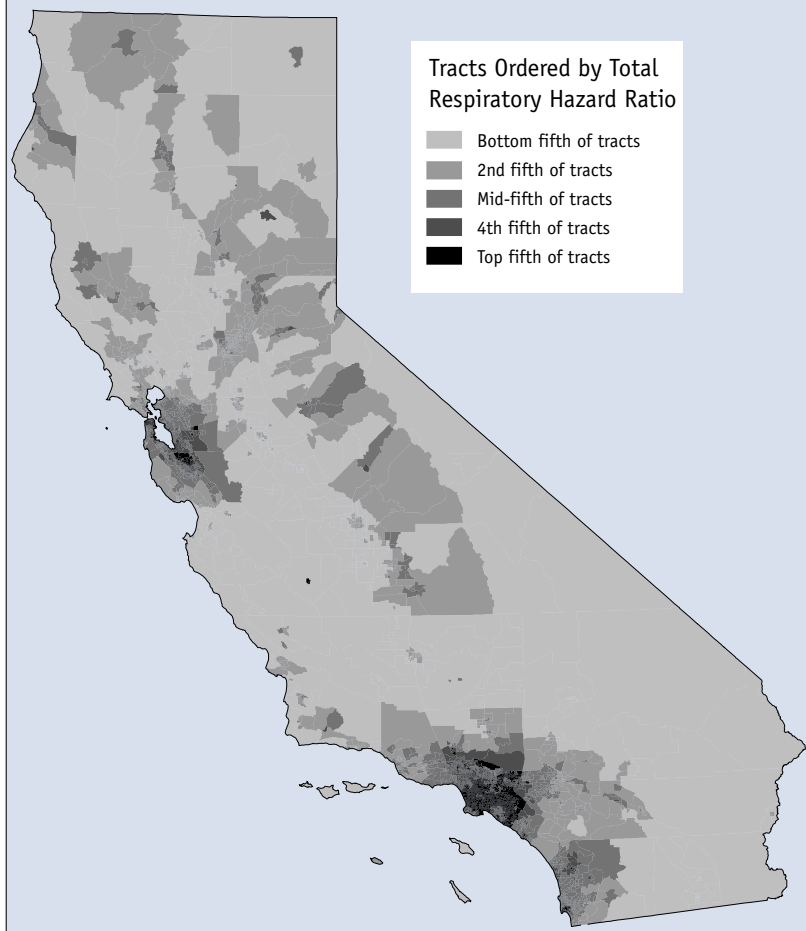 Tracts Ordered by Total
Respiratory Hazard Ratio
Bottom fifth of tracts
2nd fifth of tracts
Mid-fifth of tracts
4th fifth of tracts
Top fifth of tracts